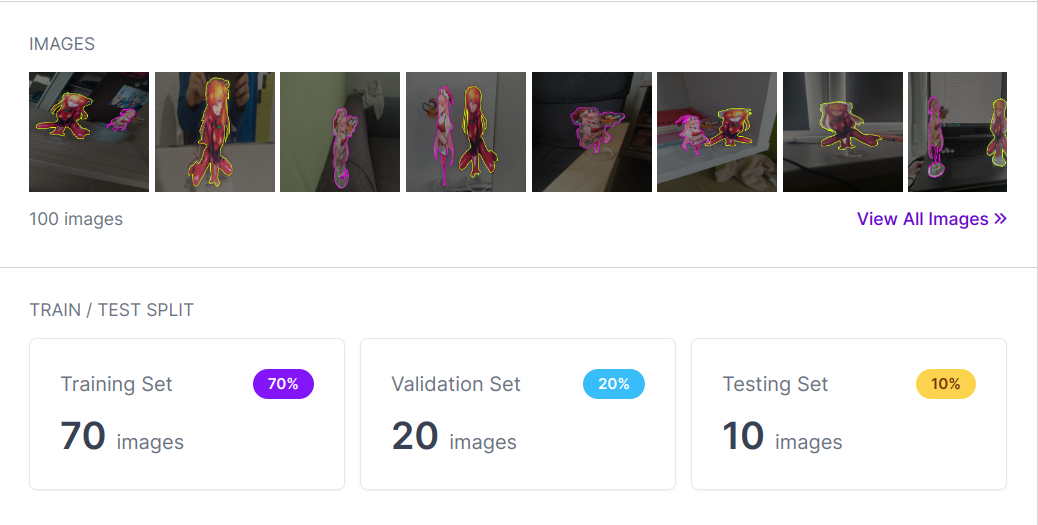 IMAGES
100 images
View All Images »
TRAIN / TEST SPLIT
Training Set 70%
70 images
Validation Set 20%
20 images
Testing Set 10%
10 images